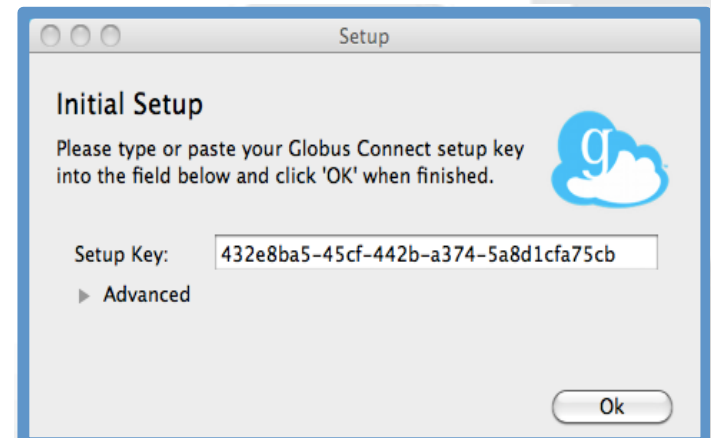 Setup
Initial Setup
Please type or paste your Globus Connect setup key
into the field below and click 'OK' when finished.
g
Setup Key: 432e8ba5-45cf-442b-a374-5a8d1cfa75cb
Advanced
Ok